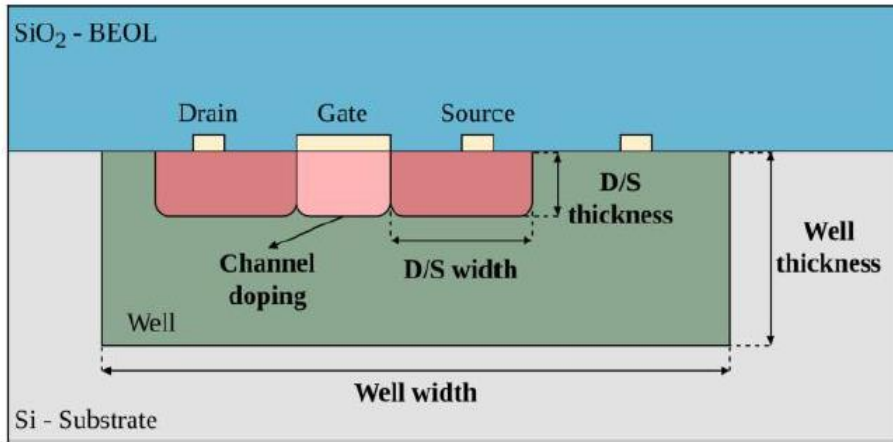 SiO₂ - BEOL
Drain
Gate
Source
D/S
thickness
Well
thickness
Channel
doping
D/S width
Well
Well width
Si - Substrate